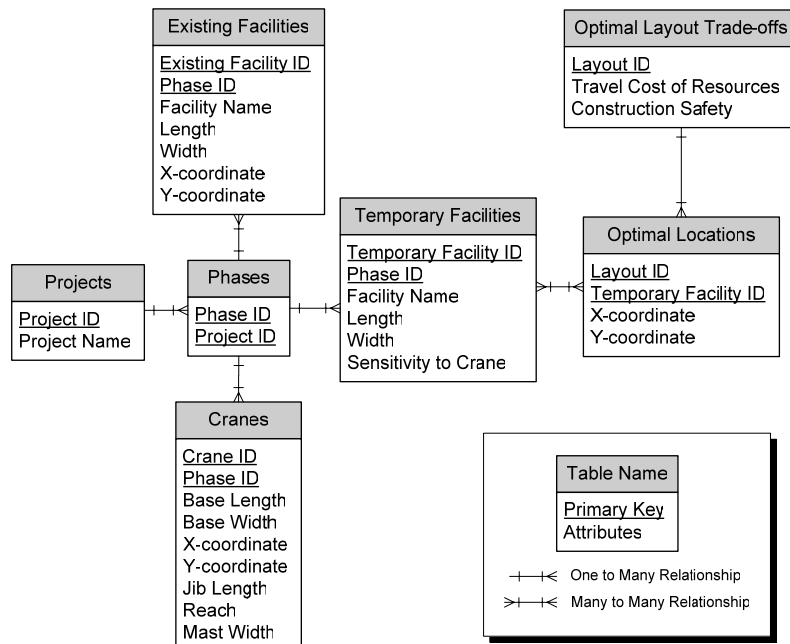 Existing Facilities
Existing Facility ID
Phase ID
Facility Name
Length
Width
X-coordinate
Y-coordinate
Optimal Layout Trade-offs
Layout ID
Travel Cost of Resources
Construction Safety
Projects
Project ID
Project Name
Phases
Phase ID
Project ID
Temporary Facilities
Temporary Facility ID
Phase ID
Facility Name
Length
Width
Sensitivity to Crane
Optimal Locations
Layout ID
Temporary Facility ID
X-coordinate
Y-coordinate
Cranes
Crane ID
Phase ID
Base Length
Base Width
X-coordinate
Y-coordinate
Jib Length
Reach
Mast Width
Table Name
Primary Key
Attributes
One to Many Relationship
Many to Many Relationship